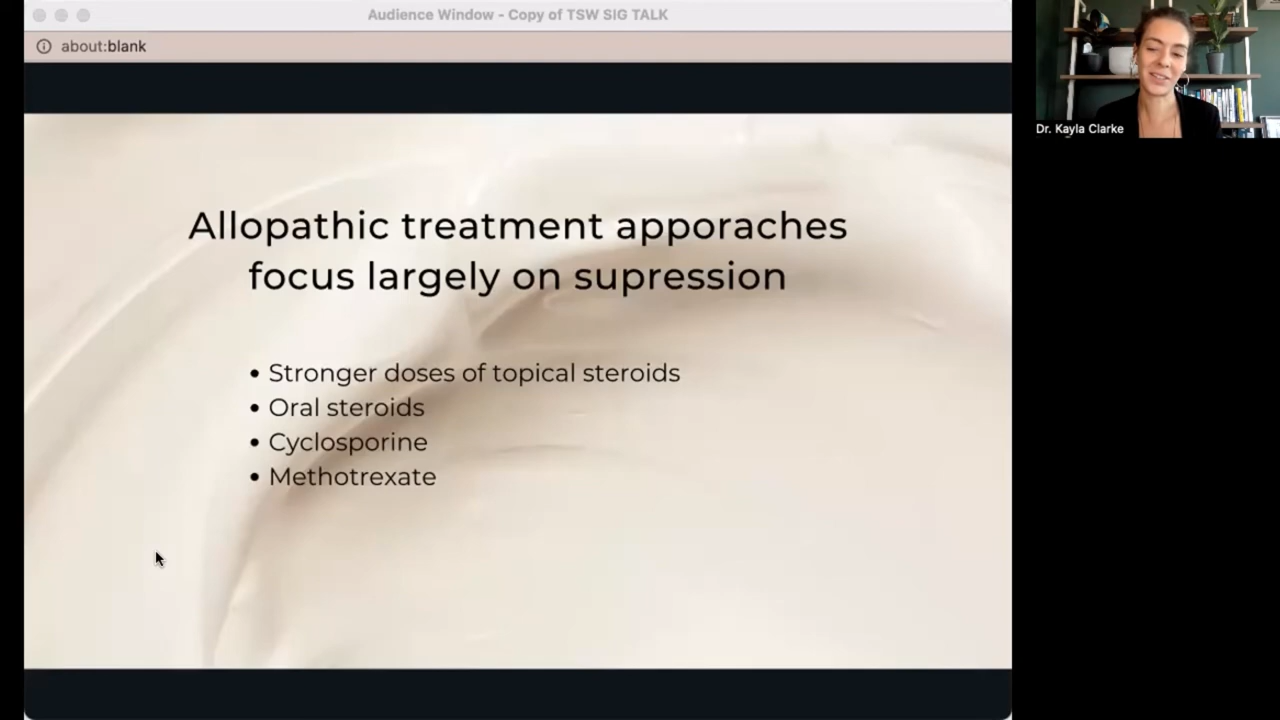 Audience Window - Copy of TSW SIG TALK
about:blank
Allopathic treatment apporaches
focus largely on supression
• Stronger doses of topical steroids
• Oral steroids
• Cyclosporine
• Methotrexate
Dr. Kayla Clarke